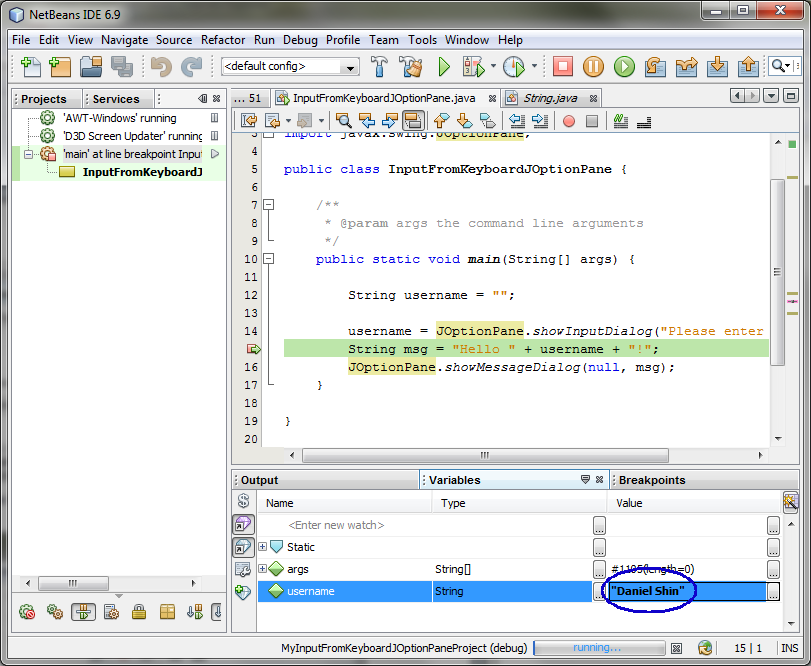 NetBeans IDE 6.9
File Edit View Navigate Source Refactor Run Debug Profile Team Tools Window Help
<default config>
Projects Services
'AWT-Windows' running
'D3D Screen Updater' running
'main' at line breakpoint Input
InputFromKeyboardJ
... 51 InputFromKeyboardJOptionPane.java String.java
3 import javax.swing.JOptionPane;
4
5 public class InputFromKeyboardJOptionPane {
6
7 /**
8 * @param args the command line arguments
9 */
10 public static void main(String[] args) {
11
12 String username = "";
13
14 username = JOptionPane.showInputDialog("Please enter
String msg = "Hello " + username + "!";
16 JOptionPane.showMessageDialog(null, msg);
17 }
18
19 }
20
Output Variables Breakpoints
Name Type Value
<Enter new watch> ... ...
Static ... ...
args String[] ... #1195(length=0) ...
username String ... "Daniel Shin" ...
MyInputFromKeyboardJOptionPaneProject (debug) running... 15 | 1 INS